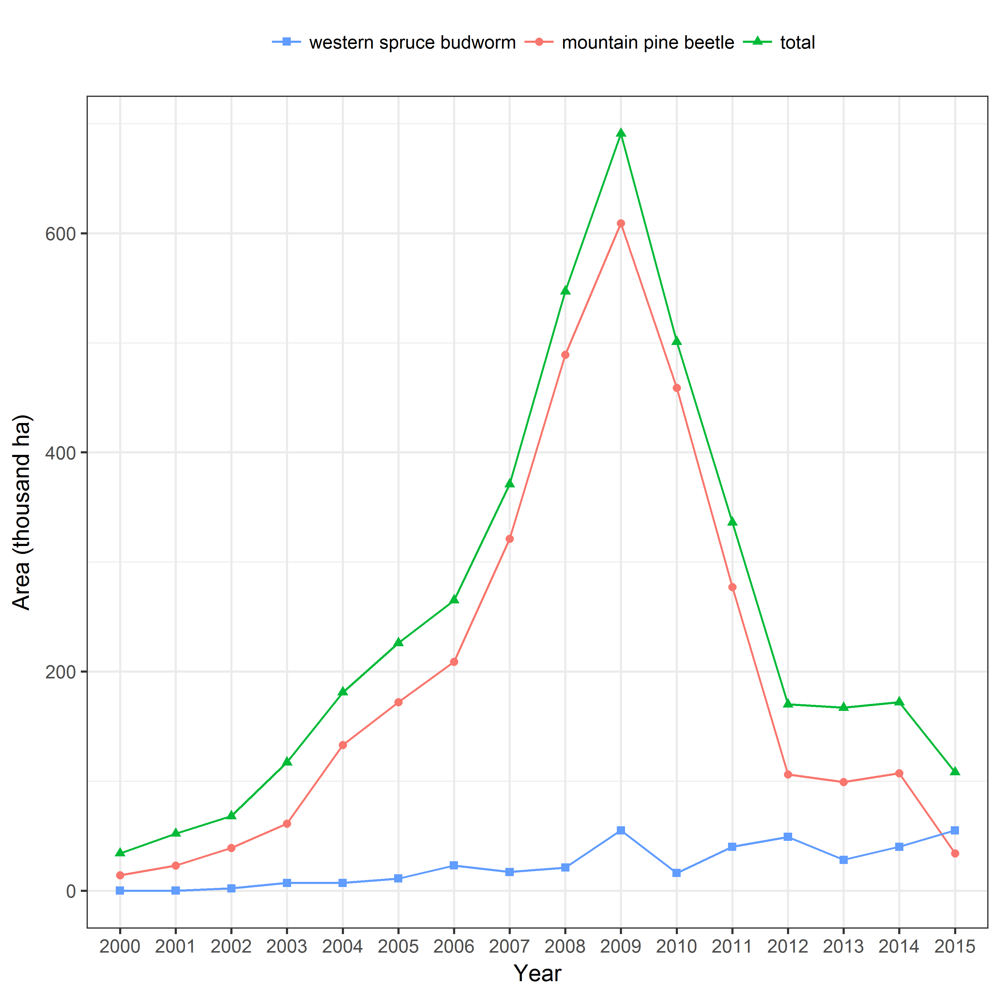 western spruce budworm mountain pine beetle total
Area (thousand ha)
600
400
200
0
2000 2001 2002 2003 2004 2005 2006 2007 2008 2009 2010 2011 2012 2013 2014 2015
Year